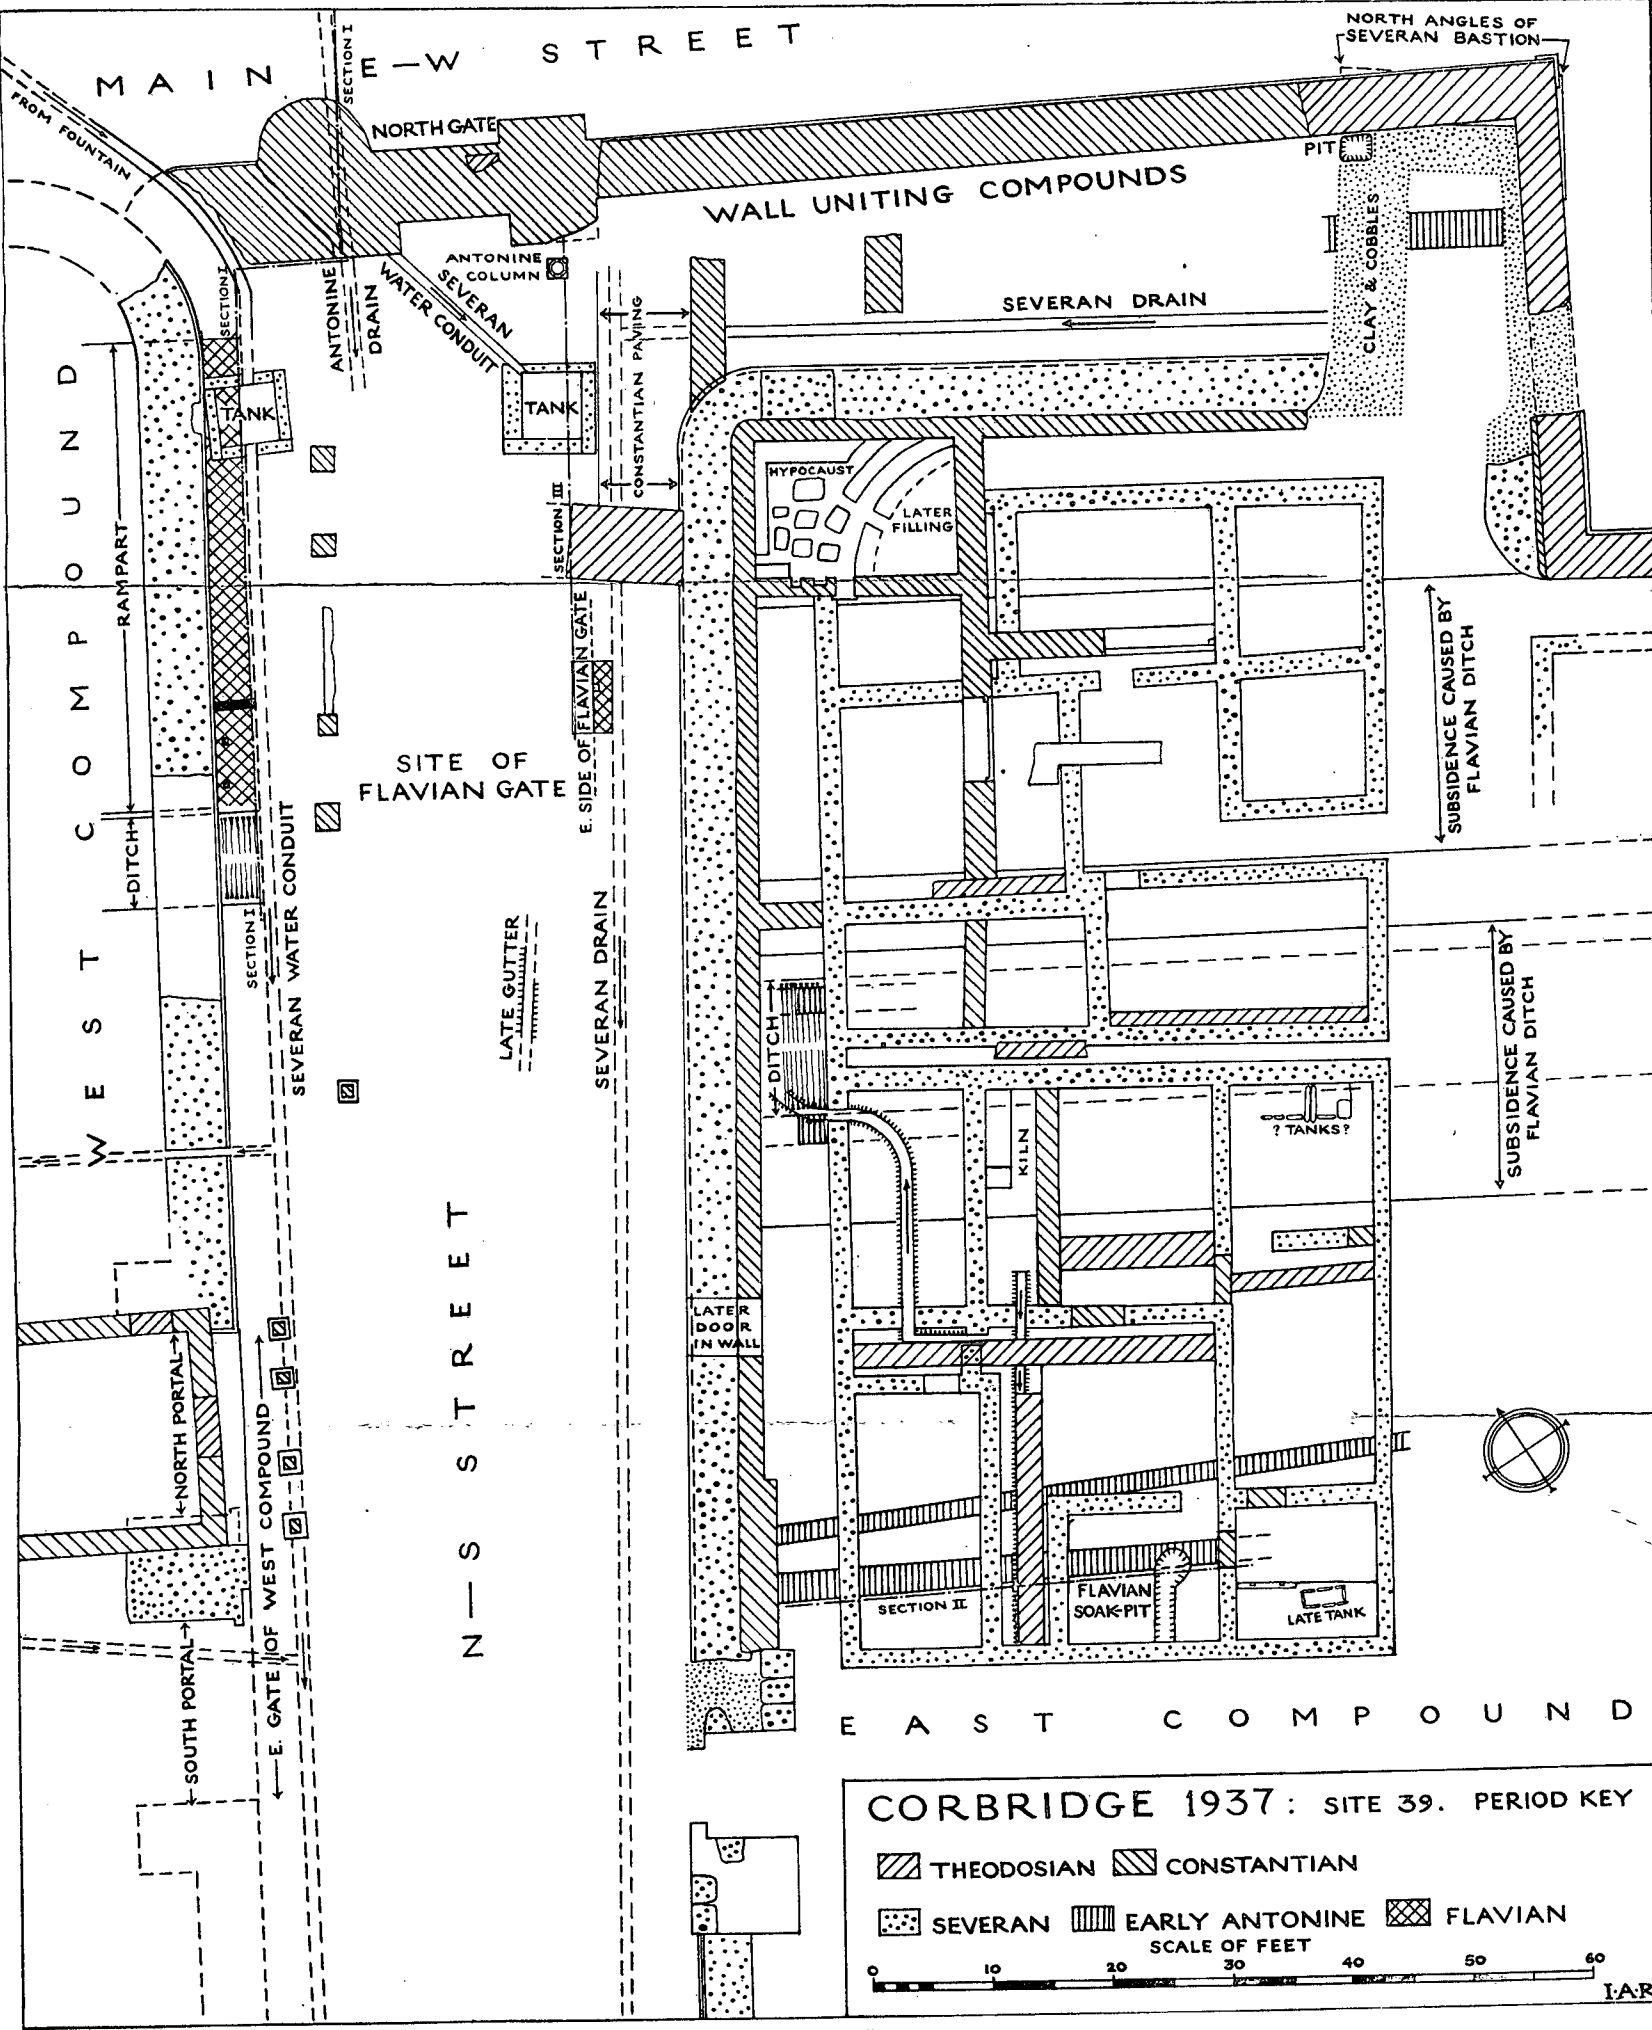 NORTH ANGLES OF
SEVERAN BASTION
MAIN E—W STREET
SECTION I
FROM FOUNTAIN
NORTH GATE
PIT
WALL UNITING COMPOUNDS
CLAY & COBBLES
ANTONINE
COLUMN
SEVERAN
WATER CONDUIT
ANTONINE
DRAIN
SECTION I
SEVERAN DRAIN
CONSTANTIAN PAVING
TANK
TANK
WEST COMPOUND
RAMPART
HYPOCAUST
LATER
FILLING
SECTION III
E. SIDE OF FLAVIAN GATE
SUBSIDENCE CAUSED BY
FLAVIAN DITCH
SITE OF
FLAVIAN GATE
DITCH
SECTION I
SEVERAN WATER CONDUIT
LATE GUTTER
SEVERAN DRAIN
DITCH
SUBSIDENCE CAUSED BY
FLAVIAN DITCH
KILN
? TANKS ?
N—S STREET
LATER
DOOR
IN WALL
NORTH PORTAL
E. GATE OF WEST COMPOUND
SOUTH PORTAL
SECTION II
FLAVIAN
SOAK-PIT
LATE TANK
EAST COMPOUND
CORBRIDGE 1937: SITE 39. PERIOD KEY
THEODOSIAN CONSTANTIAN
SEVERAN EARLY ANTONINE FLAVIAN
SCALE OF FEET
0 10 20 30 40 50 60
I.A.R